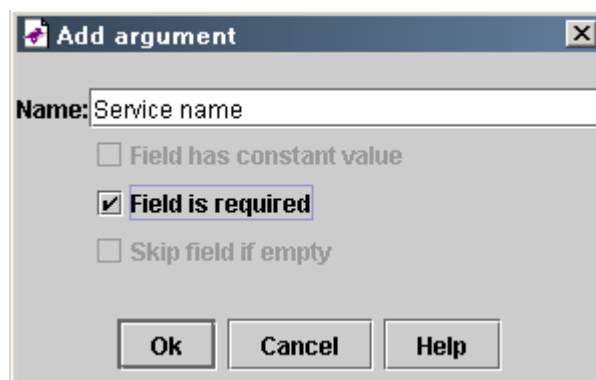 Add argument
Name: Service name
Field has constant value
Field is required
Skip field if empty
Ok Cancel Help